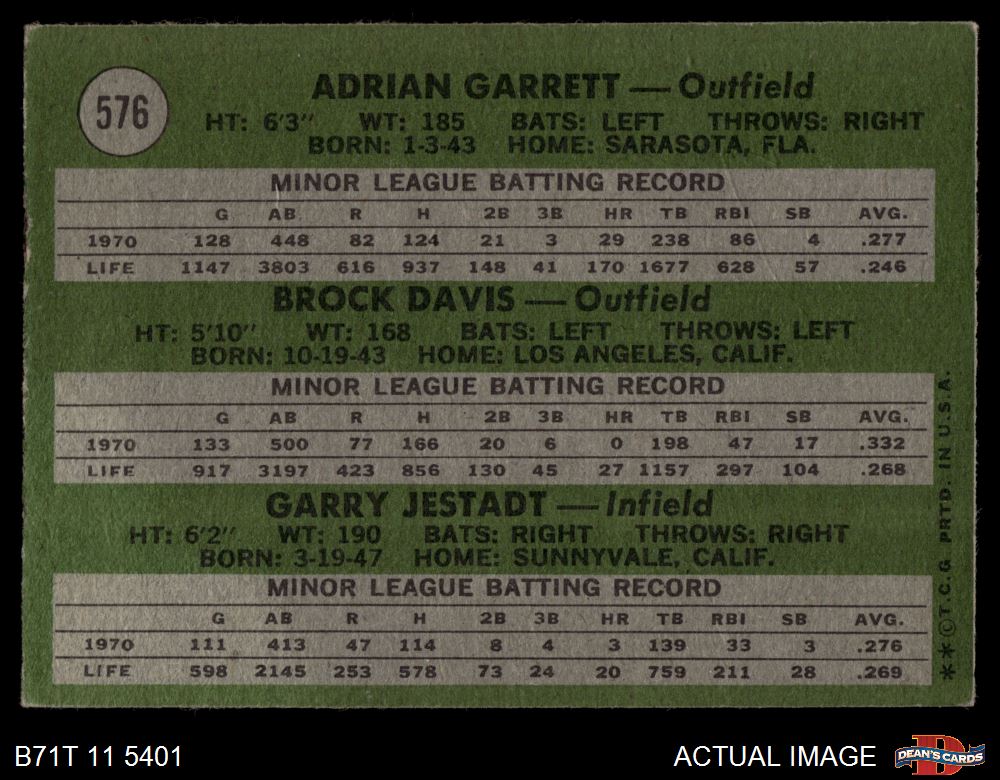 576
ADRIAN GARRETT — Outfield
HT: 6'3" WT: 185 BATS: LEFT THROWS: RIGHT
BORN: 1-3-43 HOME: SARASOTA, FLA.
MINOR LEAGUE BATTING RECORD
G AB R H 2B 3B HR TB RBI SB AVG.
1970 128 448 82 124 21 3 29 238 86 4 .277
LIFE 1147 3803 616 937 148 41 170 1677 628 57 .246
BROCK DAVIS — Outfield
HT: 5'10" WT: 168 BATS: LEFT THROWS: LEFT
BORN: 10-19-43 HOME: LOS ANGELES, CALIF.
MINOR LEAGUE BATTING RECORD
G AB R H 2B 3B HR TB RBI SB AVG.
1970 133 500 77 166 20 6 0 198 47 17 .332
LIFE 917 3197 423 856 130 45 27 1157 297 104 .268
GARRY JESTADT — Infield
HT: 6'2" WT: 190 BATS: RIGHT THROWS: RIGHT
BORN: 3-19-47 HOME: SUNNYVALE, CALIF.
MINOR LEAGUE BATTING RECORD
G AB R H 2B 3B HR TB RBI SB AVG.
1970 111 413 47 114 8 4 3 139 33 3 .276
LIFE 598 2145 253 578 73 24 20 759 211 28 .269
**©T.C.G. PRTD. IN U.S.A.
B71T 11 5401
ACTUAL IMAGE
D
DEAN'S CARDS